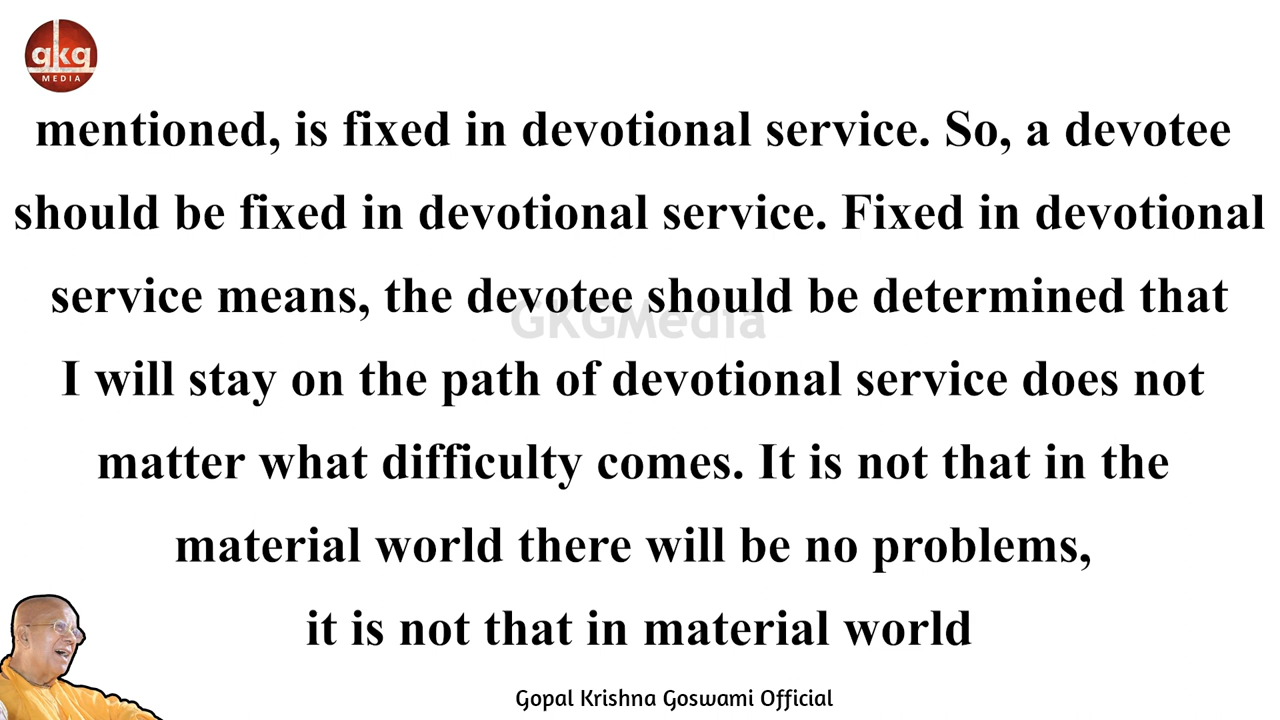 gkg
MEDIA
mentioned, is fixed in devotional service. So, a devotee
should be fixed in devotional service. Fixed in devotional
service means, the devotee should be determined that
GKGMedia
I will stay on the path of devotional service does not
matter what difficulty comes. It is not that in the
material world there will be no problems,
it is not that in material world
Gopal Krishna Goswami Official